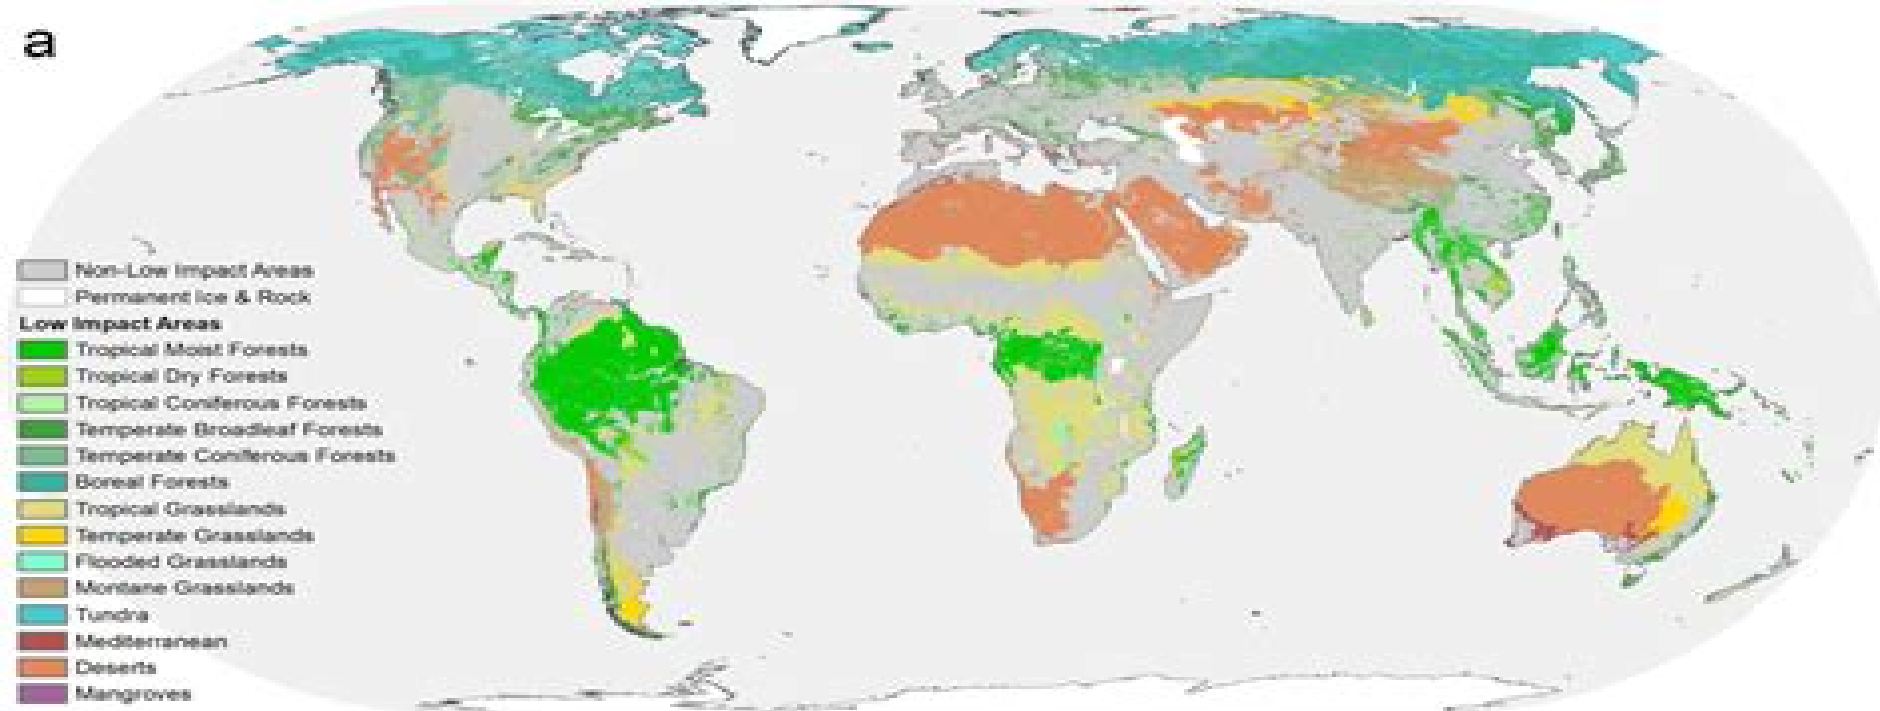 a
Non-Low Impact Areas
Permanent Ice & Rock
Low Impact Areas
Tropical Moist Forests
Tropical Dry Forests
Tropical Coniferous Forests
Temperate Broadleaf Forests
Temperate Coniferous Forests
Boreal Forests
Tropical Grasslands
Temperate Grasslands
Flooded Grasslands
Montane Grasslands
Tundra
Mediterranean
Deserts
Mangroves